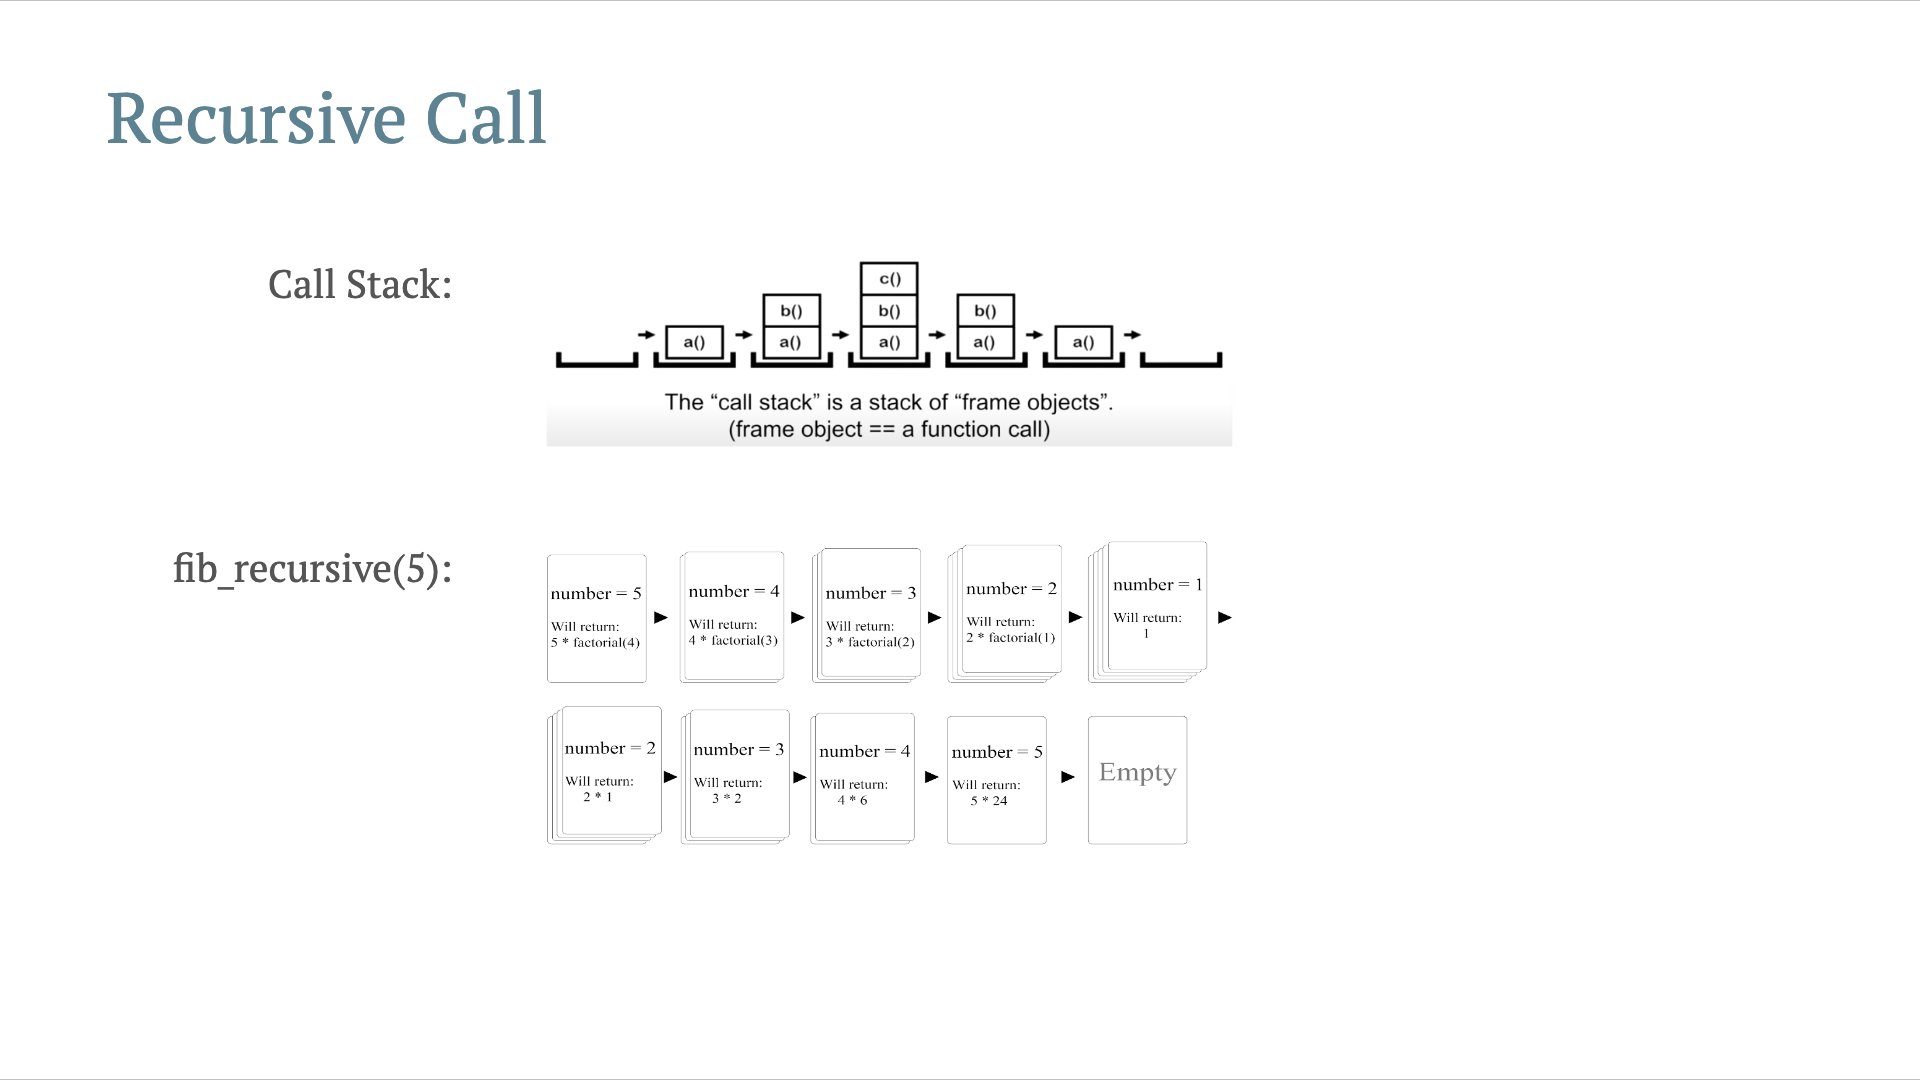 Recursive Call
Call Stack:
c()
b() b() b()
a() a() a() a() a()
The “call stack” is a stack of “frame objects”.
(frame object == a function call)
fib_recursive(5):
number = 5
Will return:
5 * factorial(4)
number = 4
Will return:
4 * factorial(3)
number = 3
Will return:
3 * factorial(2)
number = 2
Will return:
2 * factorial(1)
number = 1
Will return:
1
number = 2
Will return:
2 * 1
number = 3
Will return:
3 * 2
number = 4
Will return:
4 * 6
number = 5
Will return:
5 * 24
Empty